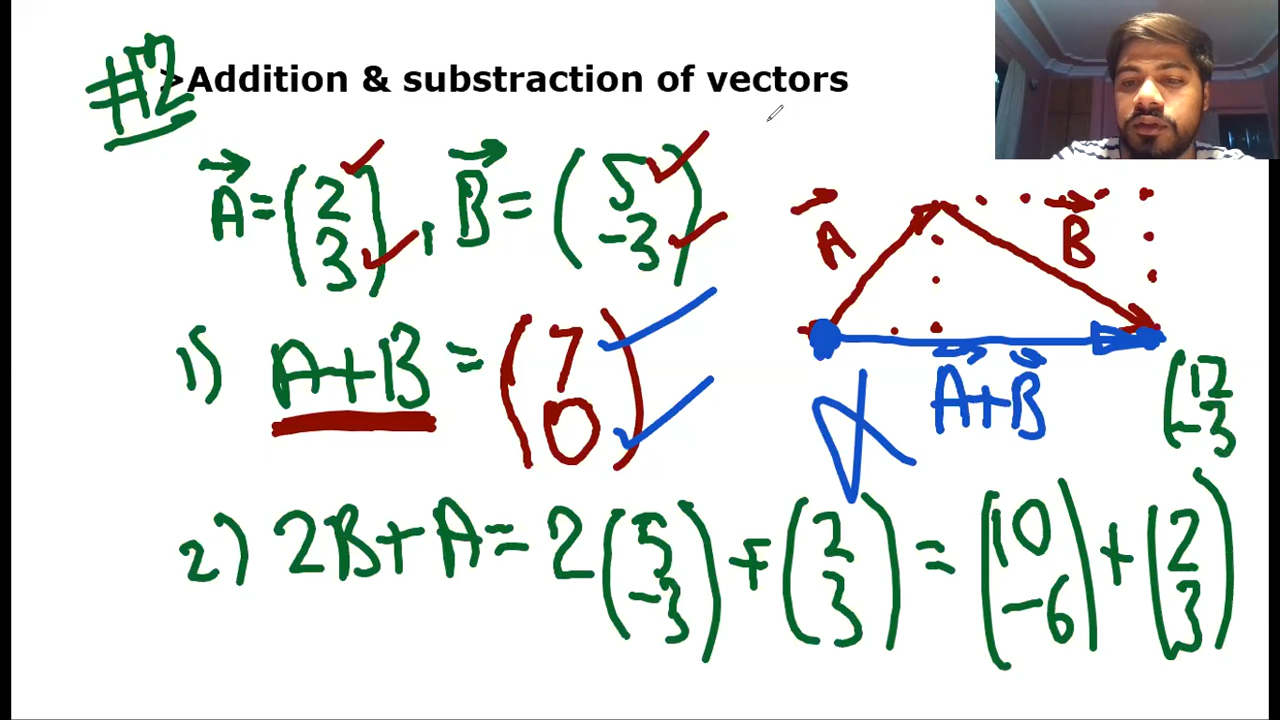 #2
>Addition & substraction of vectors
A = (2 3), B = (5 -3)
A
B
1) A+B = (7 0)
A+B
(12 -3
2) 2B+A= 2(5 -3) + (2 3) = (10 -6) + (2 3)